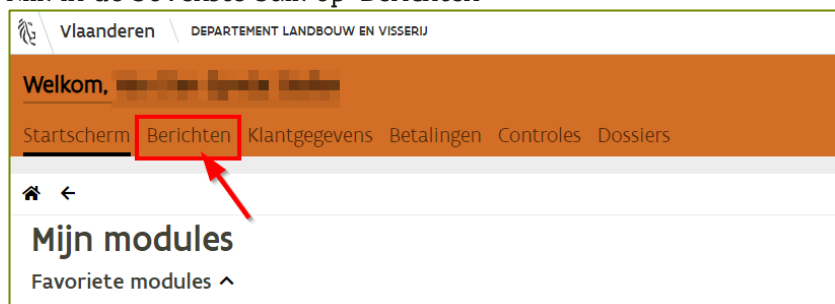 Vlaanderen DEPARTEMENT LANDBOUW EN VISSERIJ
Welkom,
Startscherm Berichten Klantgegevens Betalingen Controles Dossiers
Mijn modules
Favoriete modules